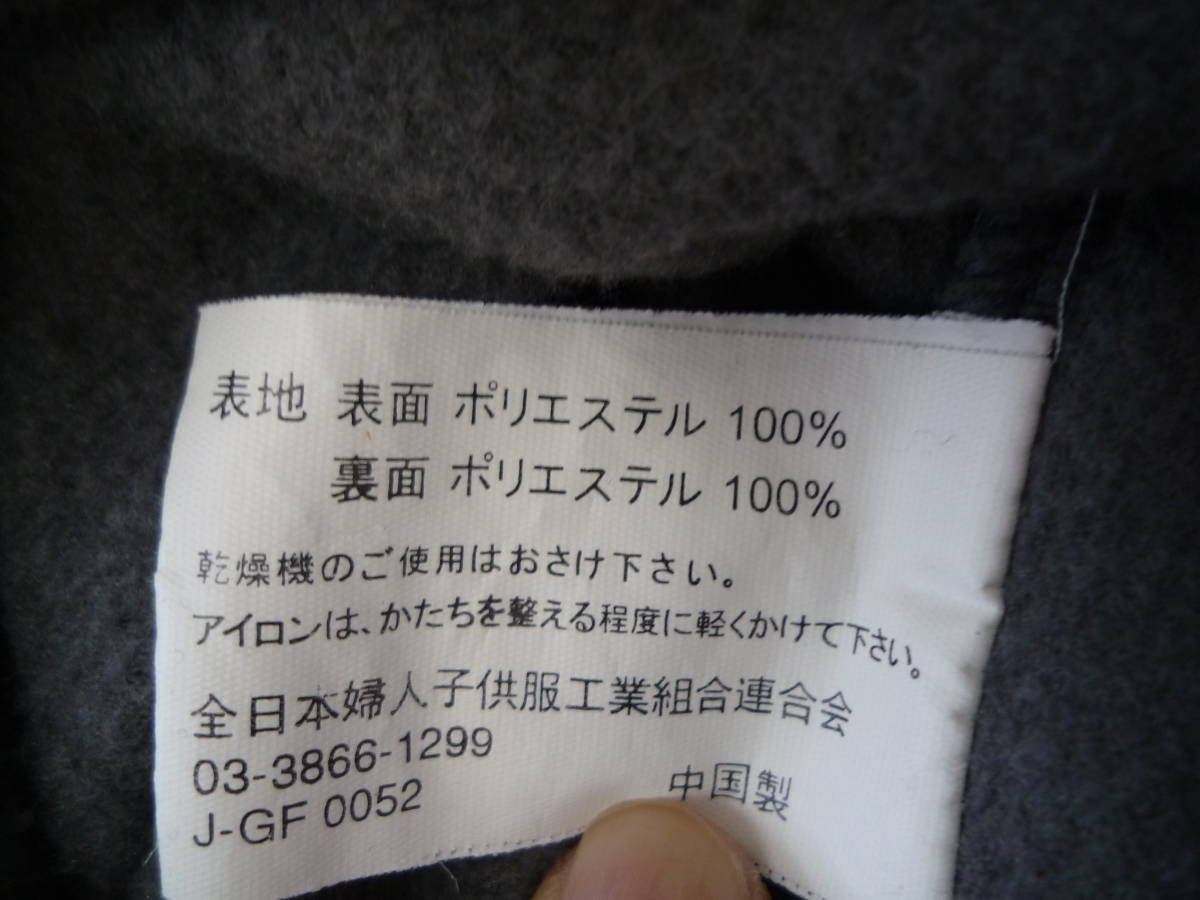 表地 表面 ポリエステル 100%
裏面 ポリエステル 100%
乾燥機のご使用はおさけ下さい。
アイロンは、かたちを整える程度に軽くかけて下さい。
全日本婦人子供服工業組合連合会
03-3866-1299
J-GF 0052 中国製